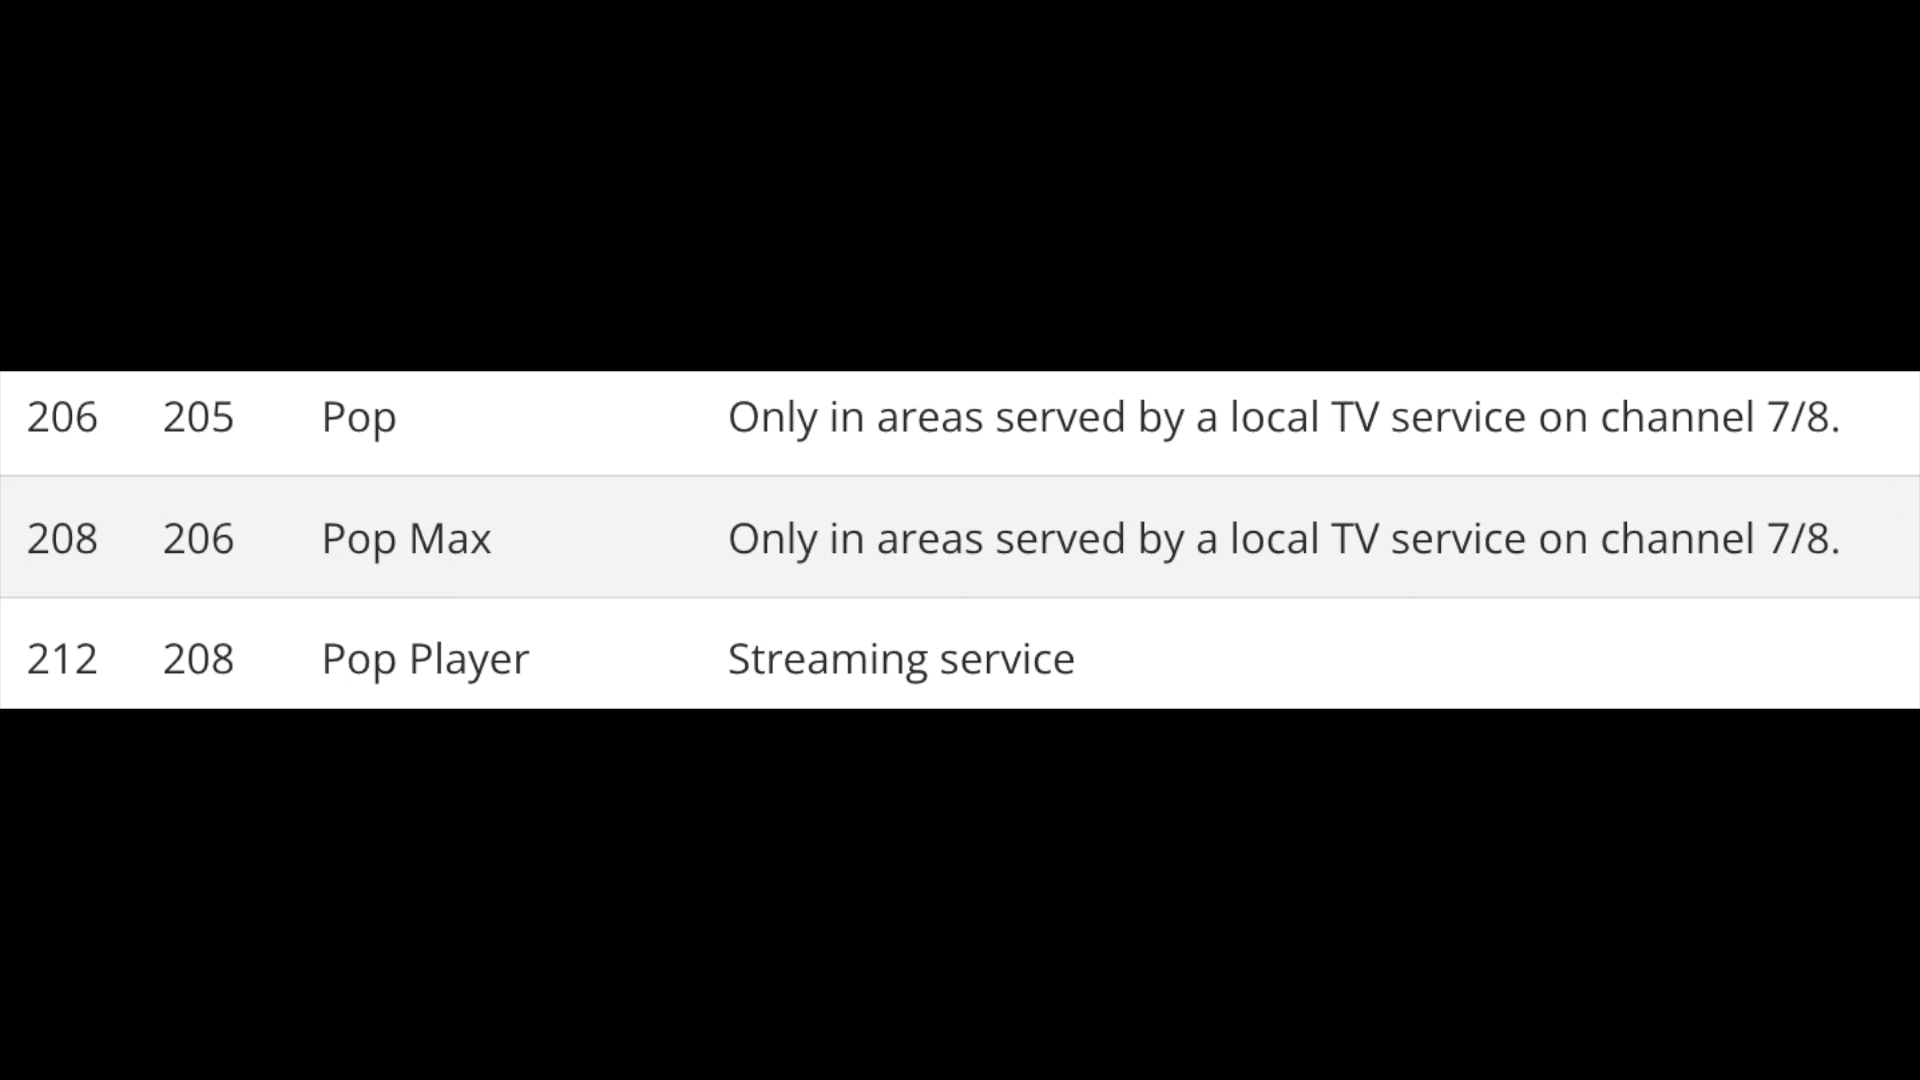 206 205 Pop Only in areas served by a local TV service on channel 7/8.
208 206 Pop Max Only in areas served by a local TV service on channel 7/8.
212 208 Pop Player Streaming service